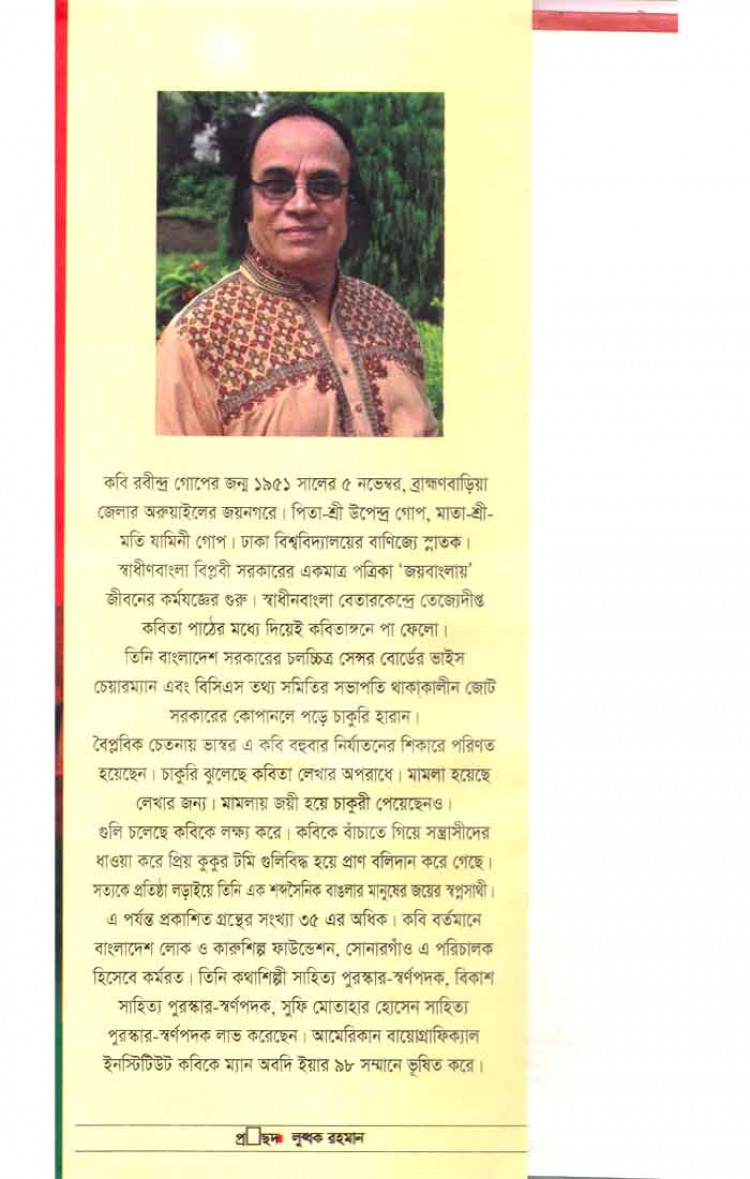 কবি রবীন্দ্র গোপের জন্ম ১৯৫১ সালের ৫ নভেম্বর, ব্রাহ্মণবাড়িয়া
জেলার অরুয়াইলের জয়নগরে। পিতা-শ্রী উপেন্দ্র গোপ, মাতা-শ্রী-
মতি যামিনী গোপ। ঢাকা বিশ্ববিদ্যালয়ের বাণিজ্যে স্নাতক।
স্বাধীণবাংলা বিপ্লবী সরকারের একমাত্র পত্রিকা ‘জয়বাংলায়’
জীবনের কর্মযজ্ঞের শুরু। স্বাধীনবাংলা বেতারকেন্দ্রে তেজ্যেদীপ্ত
কবিতা পাঠের মধ্যে দিয়েই কবিতাঙ্গনে পা ফেলো।
তিনি বাংলাদেশ সরকারের চলচ্চিত্র সেন্সর বোর্ডের ভাইস
চেয়ারম্যান এবং বিসিএস তথ্য সমিতির সভাপতি থাকাকালীন জোট
সরকারের কোপানলে পড়ে চাকুরি হারান।
বৈপ্লবিক চেতনায় ভাস্বর এ কবি বহুবার নির্যাতনের শিকারে পরিণত
হয়েছেন। চাকুরি ঝুলেছে কবিতা লেখার অপরাধে। মামলা হয়েছে
লেখার জন্য। মামলায় জয়ী হয়ে চাকুরী পেয়েছেনও।
গুলি চলেছে কবিকে লক্ষ্য করে। কবিকে বাঁচাতে গিয়ে সন্ত্রাসীদের
ধাওয়া করে প্রিয় কুকুর টমি গুলিবিদ্ধ হয়ে প্রাণ বলিদান করে গেছে।
সত্যকে প্রতিষ্ঠা লড়াইয়ে তিনি এক শব্দসৈনিক বাঙলার মানুষের জয়ের স্বপ্নসাথী।
এ পর্যন্ত প্রকাশিত গ্রন্থের সংখ্যা ৩৫ এর অধিক। কবি বর্তমানে
বাংলাদেশ লোক ও কারুশিল্প ফাউন্ডেশন, সোনারগাঁও এ পরিচালক
হিসেবে কর্মরত। তিনি কথাশিল্পী সাহিত্য পুরস্কার-স্বর্ণপদক, বিকাশ
সাহিত্য পুরস্কার-স্বর্ণপদক, সুফি মোতাহার হোসেন সাহিত্য
পুরস্কার-স্বর্ণপদক লাভ করেছেন। আমেরিকান বায়োগ্রাফিক্যাল
ইনস্টিটিউট কবিকে ম্যান অবদি ইয়ার ৯৮ সম্মানে ভূষিত করে।
প্র□ছদ লুব্ধক রহমান